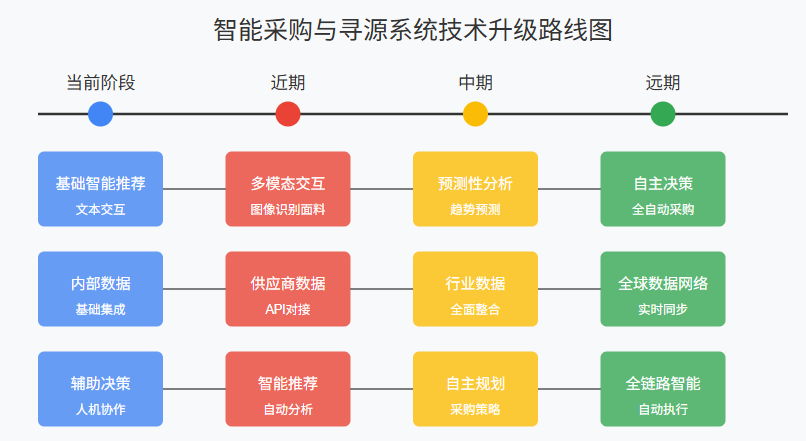 智能采购与寻源系统技术升级路线图
当前阶段
近期
中期
远期
基础智能推荐
文本交互
多模态交互
图像识别面料
预测性分析
趋势预测
自主决策
全自动采购
内部数据
基础集成
供应商数据
API对接
行业数据
全面整合
全球数据网络
实时同步
辅助决策
人机协作
智能推荐
自动分析
自主规划
采购策略
全链路智能
自动执行